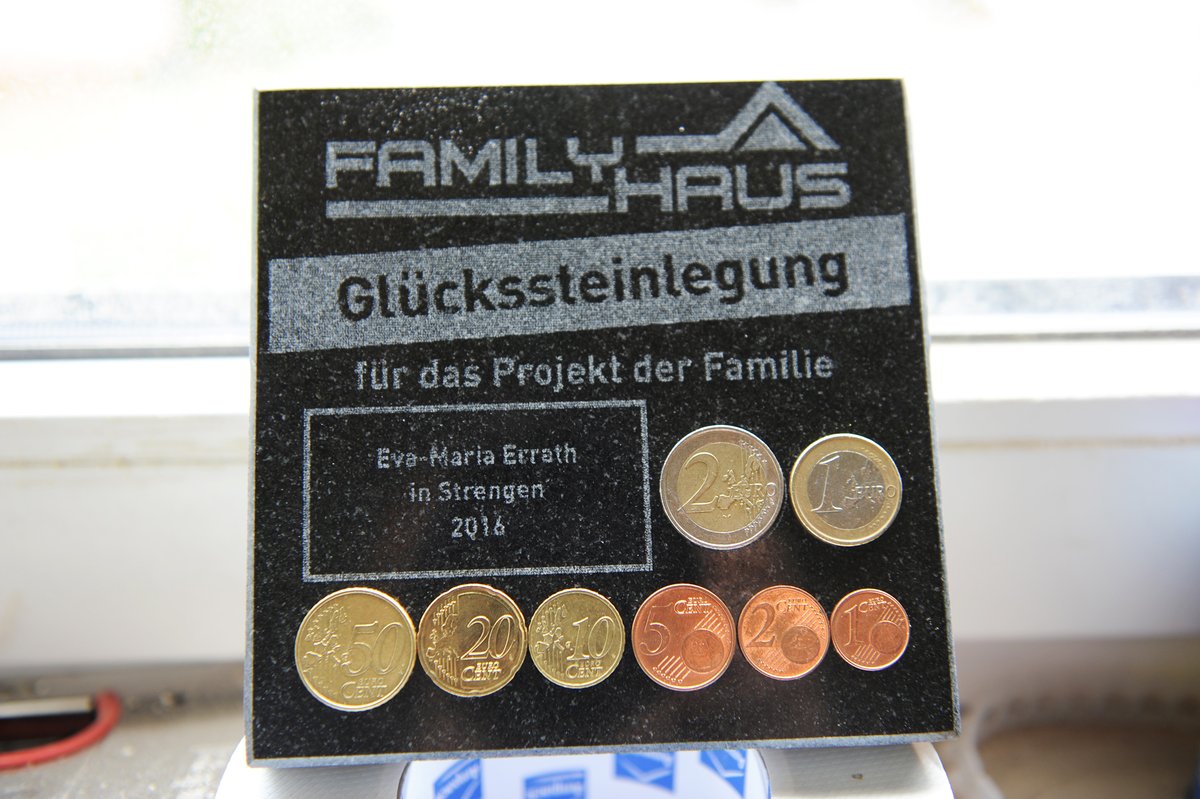 FAMILY
HAUS
Glückssteinlegung
für das Projekt der Familie
Eva-Maria Errath
in Strengen
2016
2 EURO
1 EURO
50 EURO CENT
20 EURO CENT
10 EURO CENT
5 EURO CENT
2 EURO CENT
1 EURO CENT